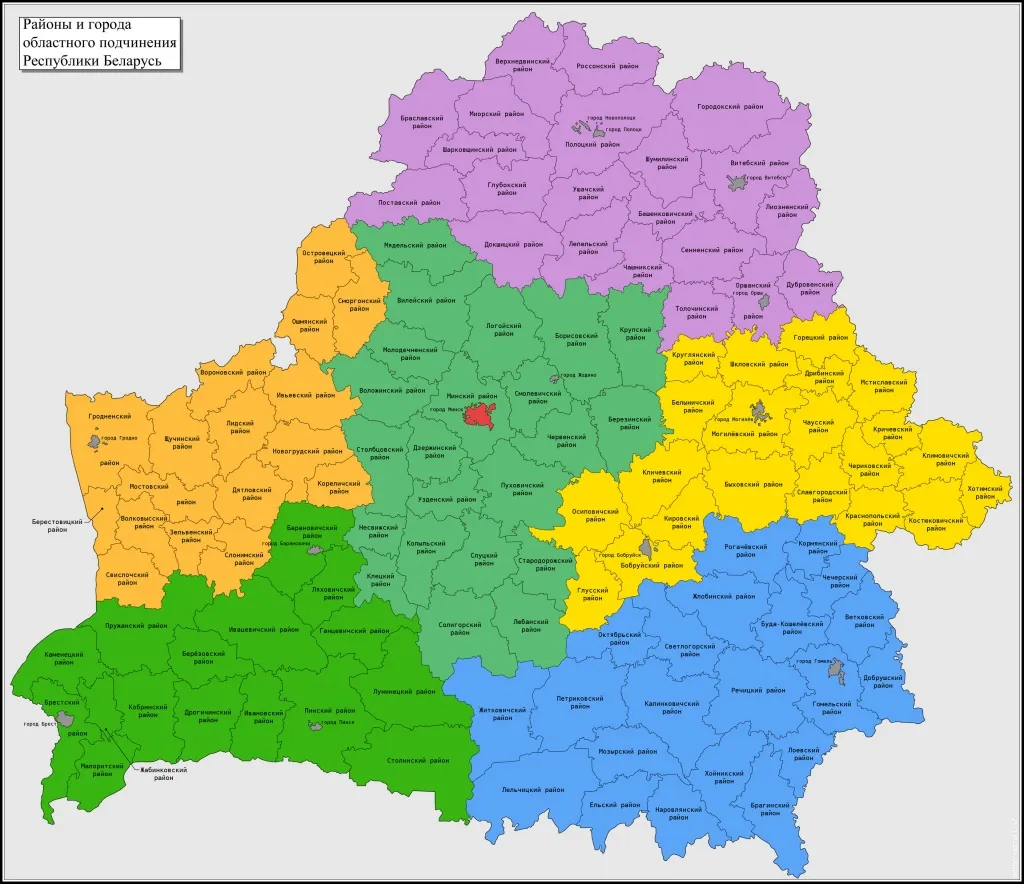 Районы и города
областного подчинения
Республики Беларусь
Верхнедвинский
район
Россонский район
Браславский
район
Миорский район
город Новополоцк
город Полоцк
Полоцкий район
Городокский район
Шарковщинский район
Шумилинский
район
Витебский район
город Витебск
Глубокский
район
Ушачский
район
Поставский район
Бешенковичский
район
Лиозненский
район
Мядельский район
Докшицкий район
Лепельский
район
Сенненский район
Островецкий
район
Чашникский
район
Оршанский
город Орша
район
Дубровенский
район
Сморгонский
район
Вилейский район
Толочинский
район
Ошмянский
район
Логойский
район
Борисовский
район
Крупский
район
Горецкий район
Молодечненский
район
Круглянский
район
Шкловский район
Дрибинский
район
Мстиславский
район
Вороновский район
Ивьевский
район
Воложинский район
Минский район
город Минск
Смолевичский
район
город Жодино
Белыничский
район
город Могилёв
Могилёвский район
Чаусский
район
Кричевский
район
Гродненский
город Гродно
район
Щучинский
район
Лидский
район
Новогрудский район
Столбцовский
район
Дзержинский
район
Червенский
район
Березинский
район
Климовичский
район
Мостовский
район
Дятловский
район
Кореличский
район
Пуховичский
район
Узденский район
Кличевский
район
Быховский район
Чериковский
район
Славгородский
район
Хотимский
район
Берестовицкий
район
Волковысский
район
Зельвенский
район
Барановичский
район
город Барановичи
Несвижский
район
Копыльский
район
Слуцкий
район
Осиповичский
район
Кировский
район
Краснопольский
район
Костюковичский
район
Слонимский
район
Стародорожский
район
город Бобруйск
Бобруйский район
Рогачёвский
район
Кормянский
район
Свислочский
район
Клецкий
район
Ляховичский
район
Глусский
район
Жлобинский район
Чечерский
район
Пружанский район
Ивацевичский район
Ганцевичский район
Солигорский
район
Любанский
район
Октябрьский
район
Светлогорский
район
Буда-Кошелёвский
район
Ветковский
район
Каменецкий
район
Берёзовский
район
город Гомель
Добрушский
район
Брестский
город Брест
район
Кобринский
район
Дрогичинский
район
Ивановский
район
Пинский район
город Пинск
Лунинецкий район
Житковичский
район
Петриковский
район
Калинковичский
район
Речицкий район
Гомельский
район
Малоритский
район
Жабинковский
район
Столинский район
Мозырский район
Лоевский
район
Лельчицкий район
Хойникский
район
Ельский район
Наровлянский
район
Брагинский
район